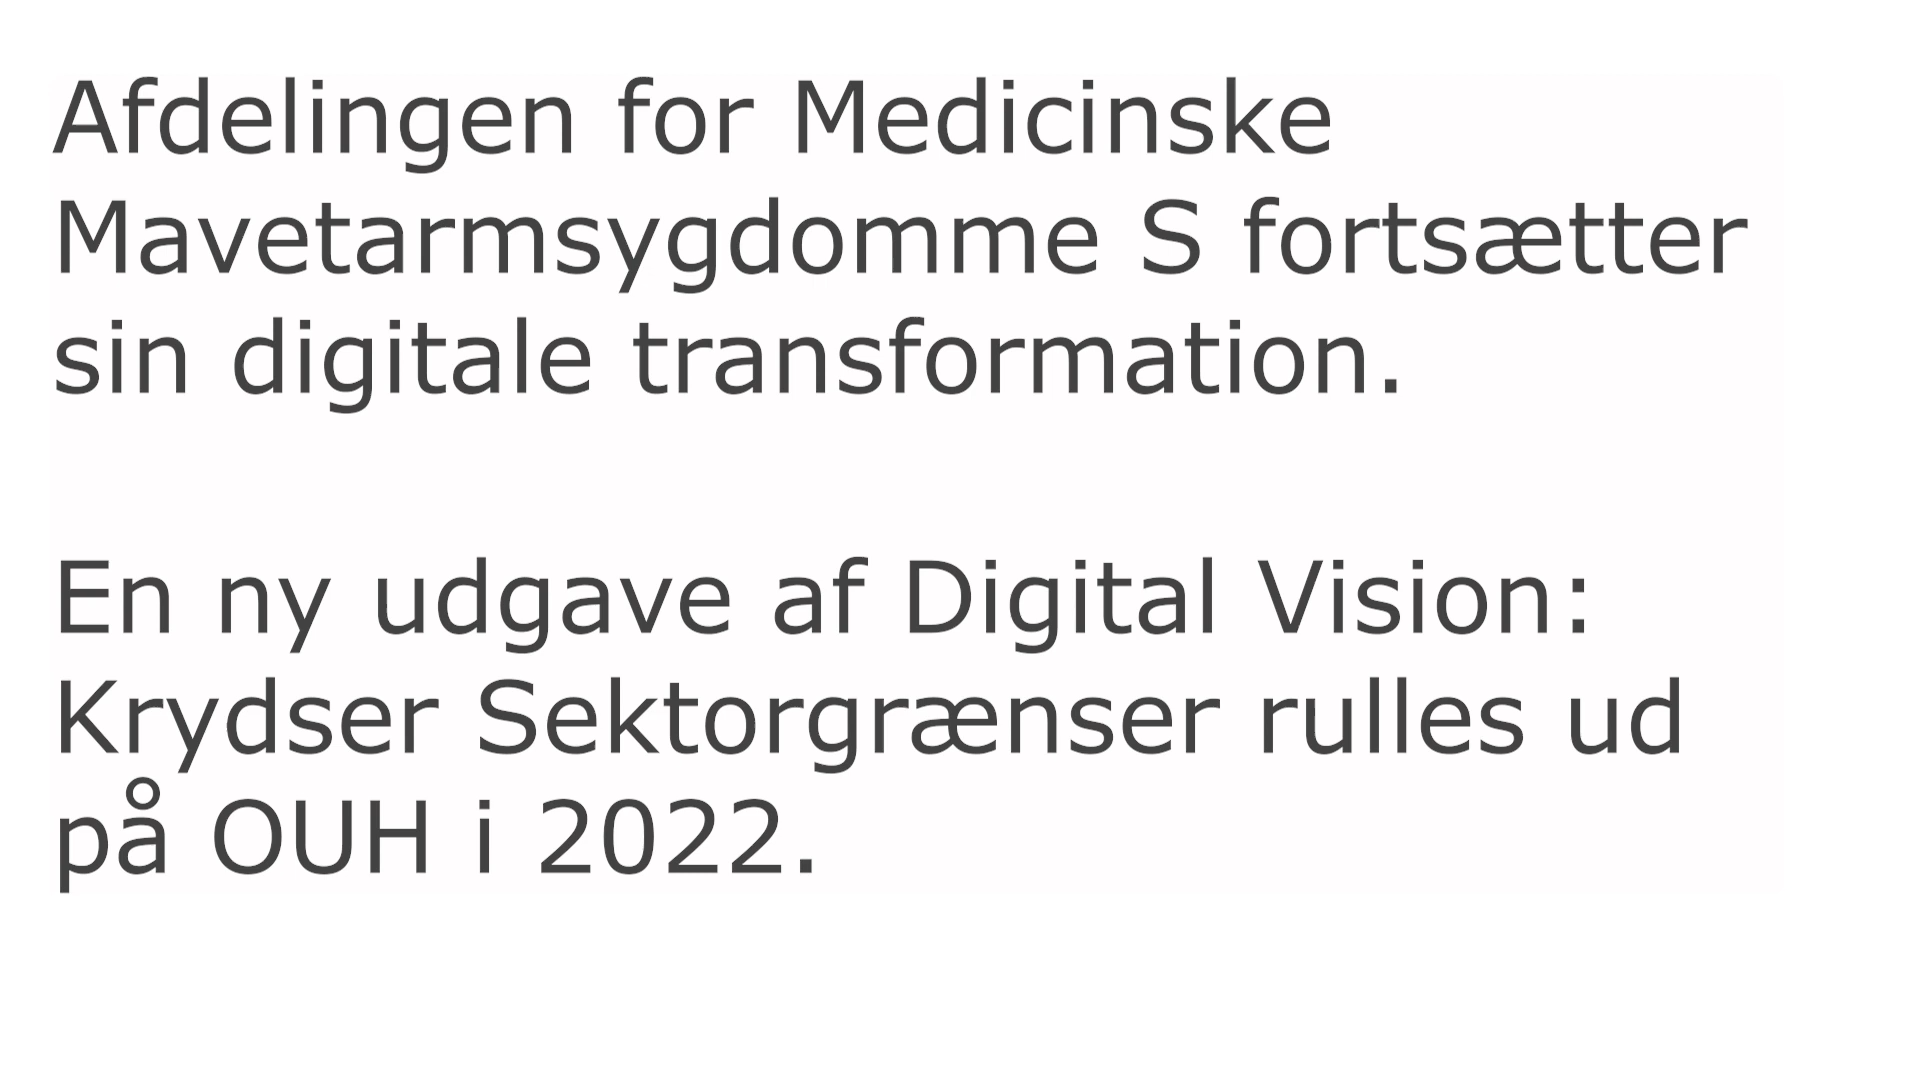 Afdelingen for Medicinske
Mavetarmsygdomme S fortsætter
sin digitale transformation.
En ny udgave af Digital Vision:
Krydser Sektorgrænser rulles ud
på OUH i 2022.